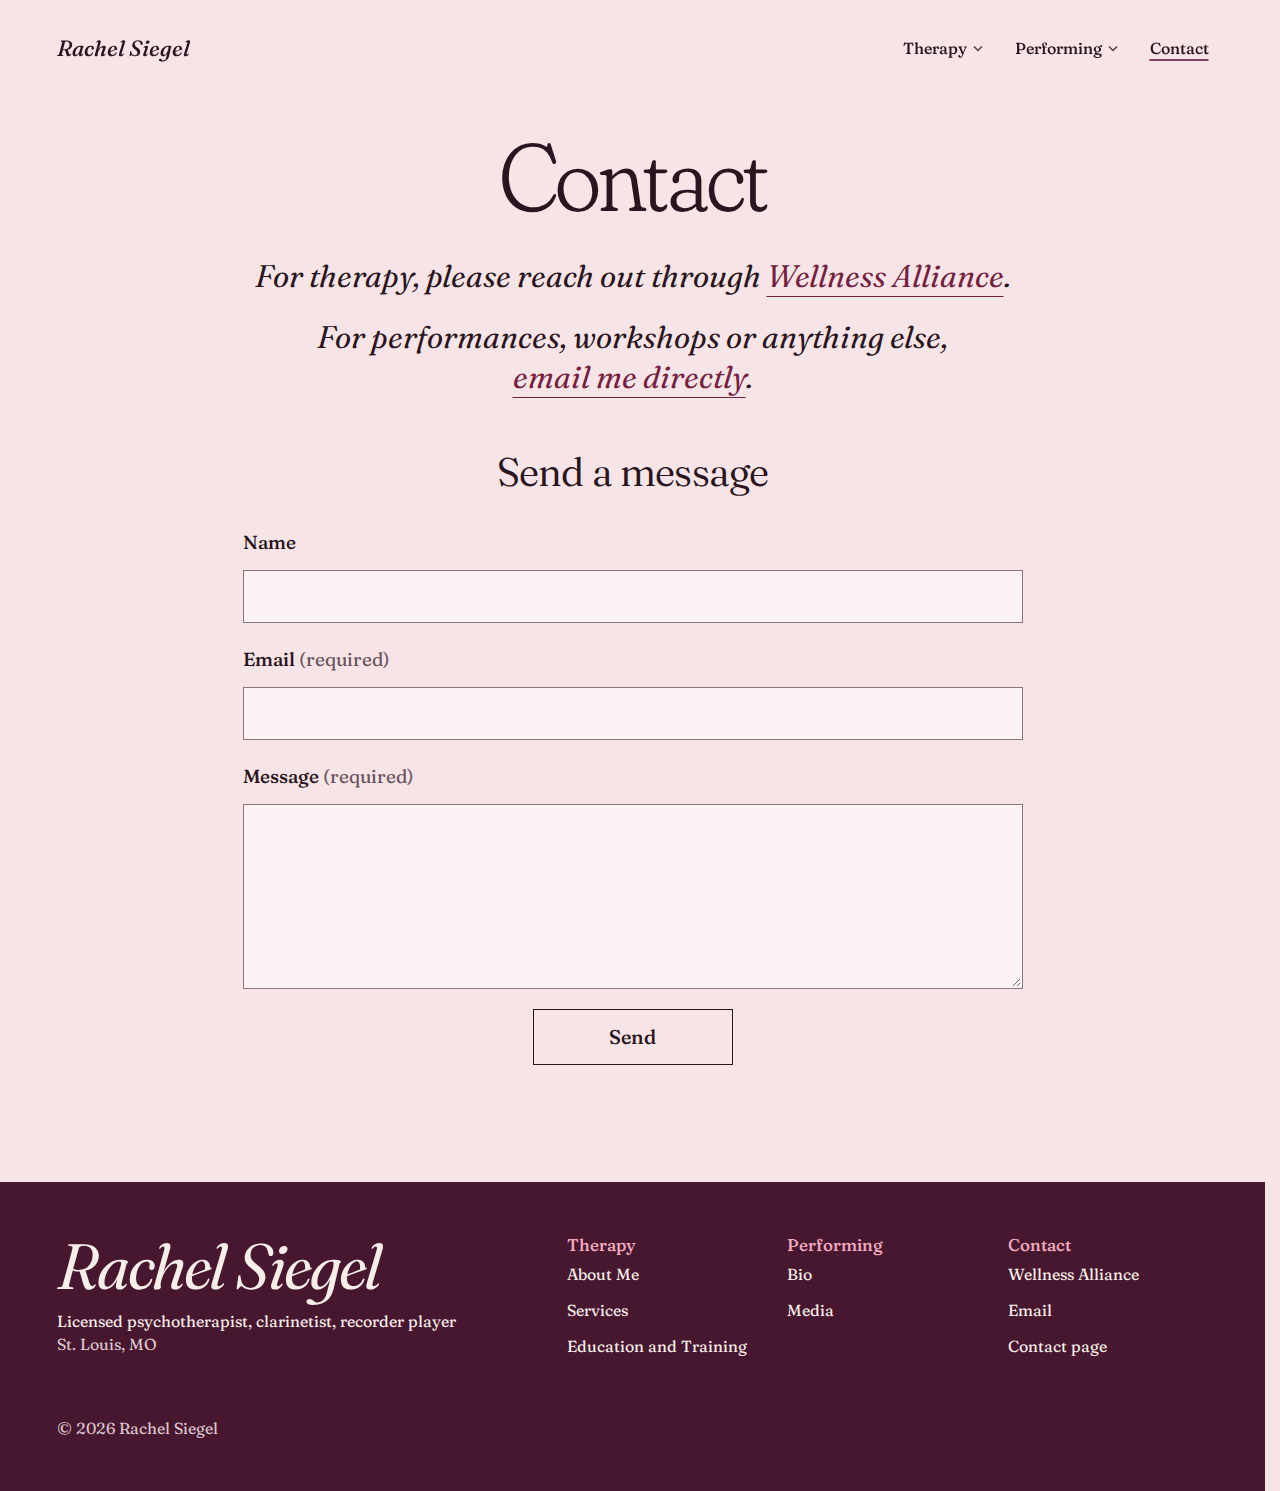 Rachel Siegel
Therapy Performing Contact
Contact
For therapy, please reach out through Wellness Alliance.
For performances, workshops or anything else,
email me directly.
Send a message
Name
Email (required)
Message (required)
Send
Rachel Siegel
Licensed psychotherapist, clarinetist, recorder player
St. Louis, MO
Therapy
About Me
Services
Education and Training
Performing
Bio
Media
Contact
Wellness Alliance
Email
Contact page
© 2026 Rachel Siegel